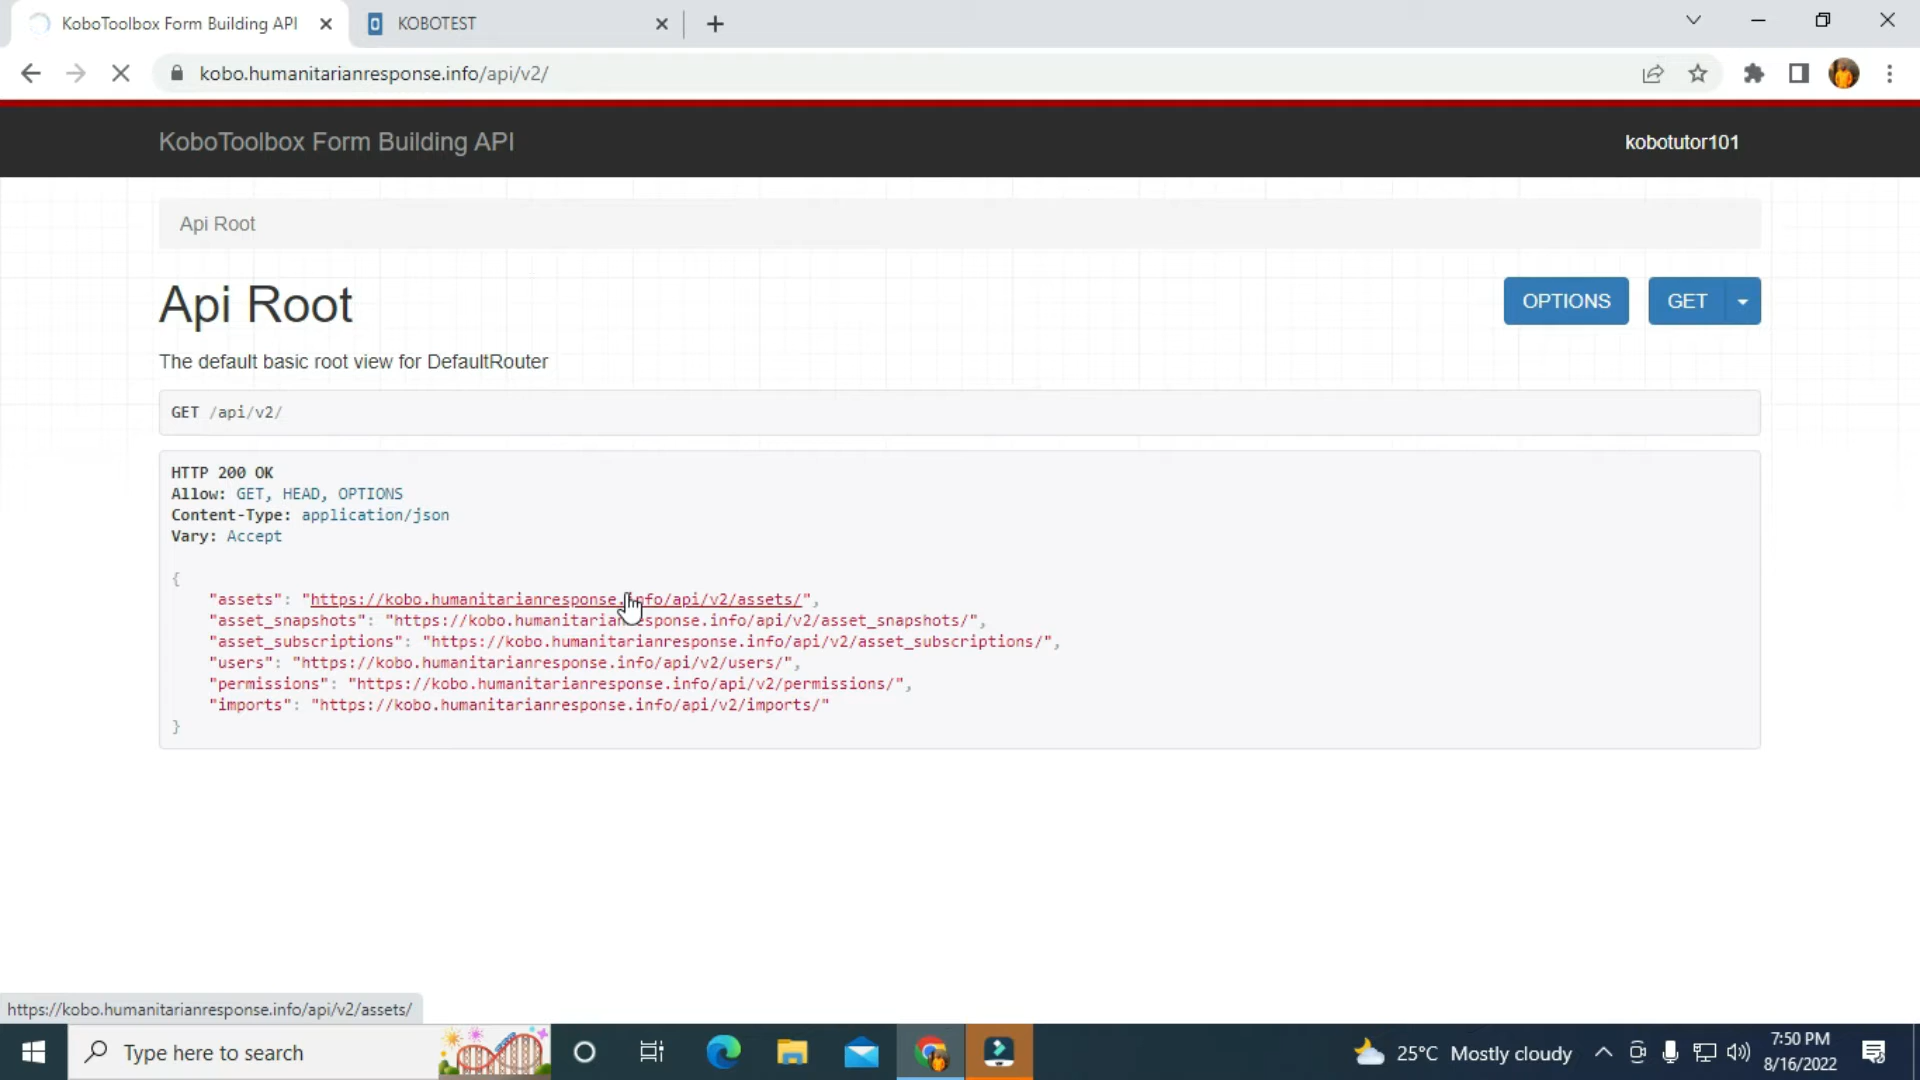 KoboToolbox Form Building API
KOBOTEST
kobo.humanitarianresponse.info/api/v2/
KoboToolbox Form Building API
kobotutor101
Api Root
Api Root
OPTIONS
GET
The default basic root view for DefaultRouter
GET /api/v2/
HTTP 200 OK
Allow: GET, HEAD, OPTIONS
Content-Type: application/json
Vary: Accept
{
"assets": "https://kobo.humanitarianresponse.info/api/v2/assets/",
"asset_snapshots": "https://kobo.humanitarianresponse.info/api/v2/asset_snapshots/",
"asset_subscriptions": "https://kobo.humanitarianresponse.info/api/v2/asset_subscriptions/",
"users": "https://kobo.humanitarianresponse.info/api/v2/users/",
"permissions": "https://kobo.humanitarianresponse.info/api/v2/permissions/",
"imports": "https://kobo.humanitarianresponse.info/api/v2/imports/"
}
https://kobo.humanitarianresponse.info/api/v2/assets/
Type here to search
25°C Mostly cloudy
7:50 PM
8/16/2022